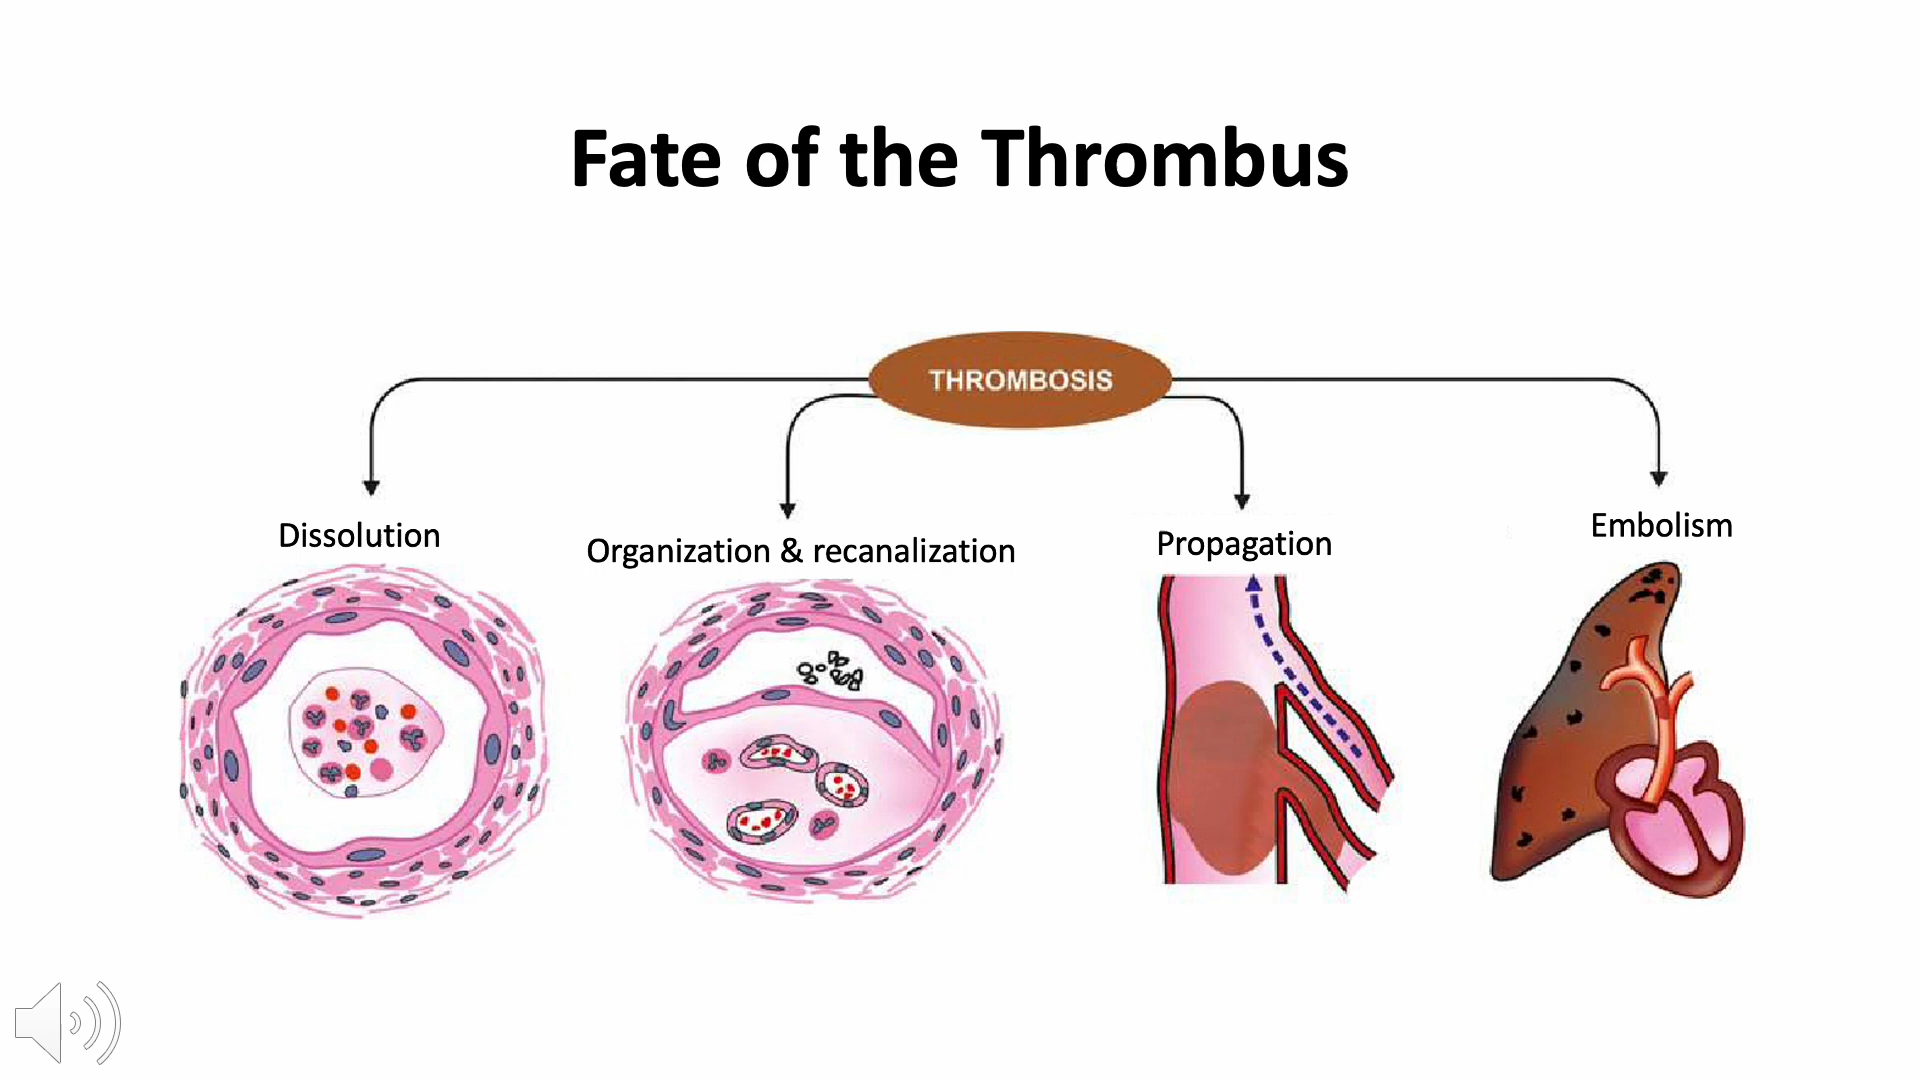 Fate of the Thrombus
THROMBOSIS
Dissolution
Organization & recanalization
Propagation
Embolism